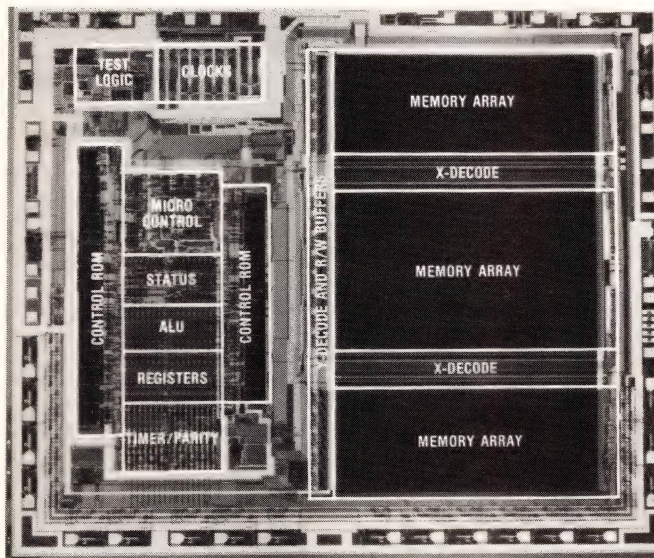 TEST
LOGIC
CLOCKS
MICRO
CONTROL
STATUS
ALU
REGISTERS
TIMER/PARITY
CONTROL ROM
CONTROL ROM
Y-DECODE AND R/W BUFFERS
MEMORY ARRAY
X-DECODE
MEMORY ARRAY
X-DECODE
MEMORY ARRAY